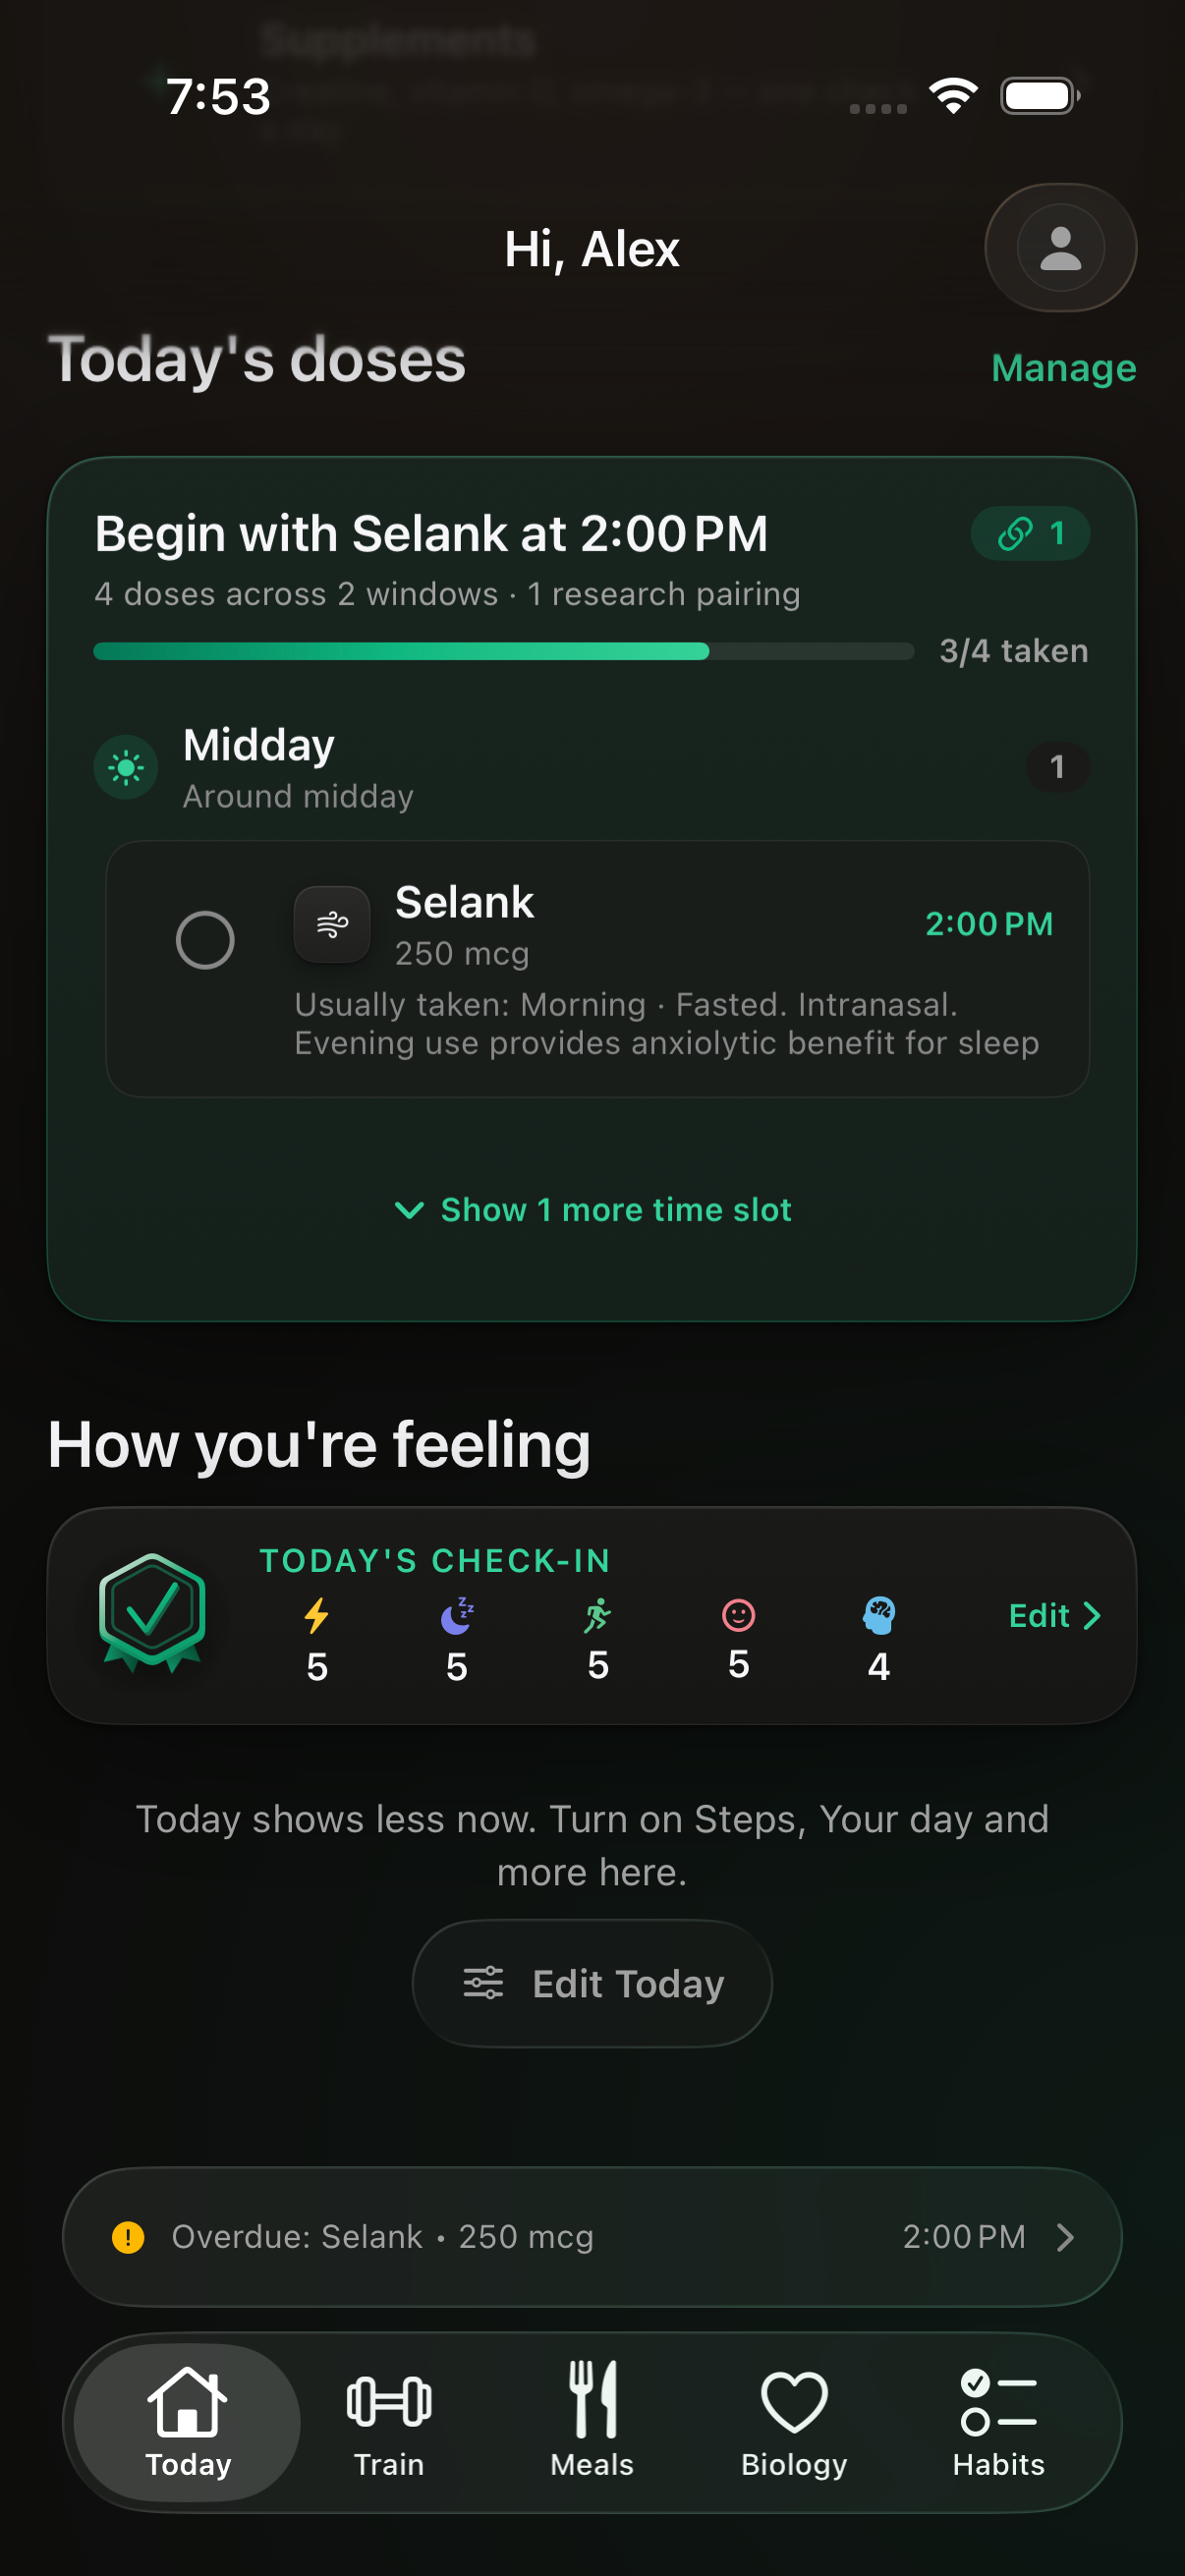 Supplements
7:53
Hi, Alex
Today's doses
Manage
Begin with Selank at 2:00 PM
1
4 doses across 2 windows · 1 research pairing
3/4 taken
Midday
Around midday
1
Selank
250 mcg
2:00 PM
Usually taken: Morning · Fasted. Intranasal.
Evening use provides anxiolytic benefit for sleep
Show 1 more time slot
How you're feeling
TODAY'S CHECK-IN
5
5
5
5
4
Edit
Today shows less now. Turn on Steps, Your day and
more here.
Edit Today
Overdue: Selank • 250 mcg
2:00 PM
Today
Train
Meals
Biology
Habits